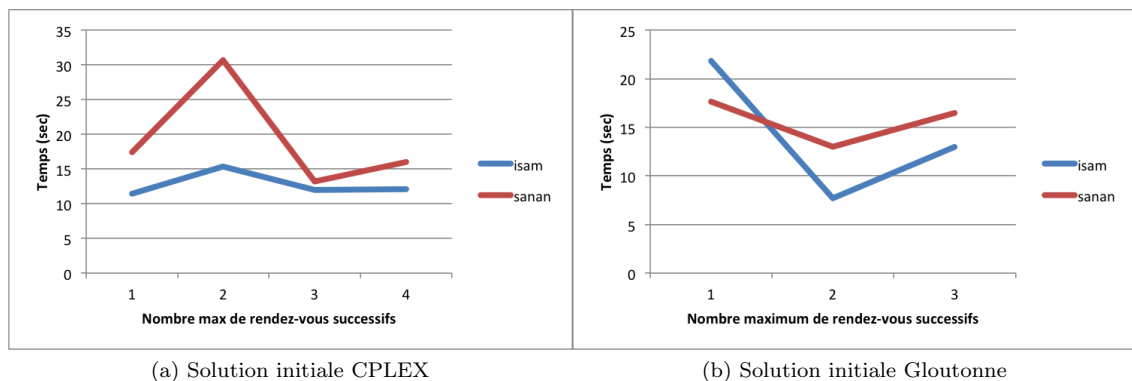 35
30
25
20
15
10
5
0
Temps (sec)
1 2 3 4
Nombre max de rendez-vous successifs
isam
sanan
(a) Solution initiale CPLEX
25
20
15
10
5
0
Temps (sec)
1 2 3
Nombre maximum de rendez-vous successifs
isam
sanan
(b) Solution initiale Gloutonne